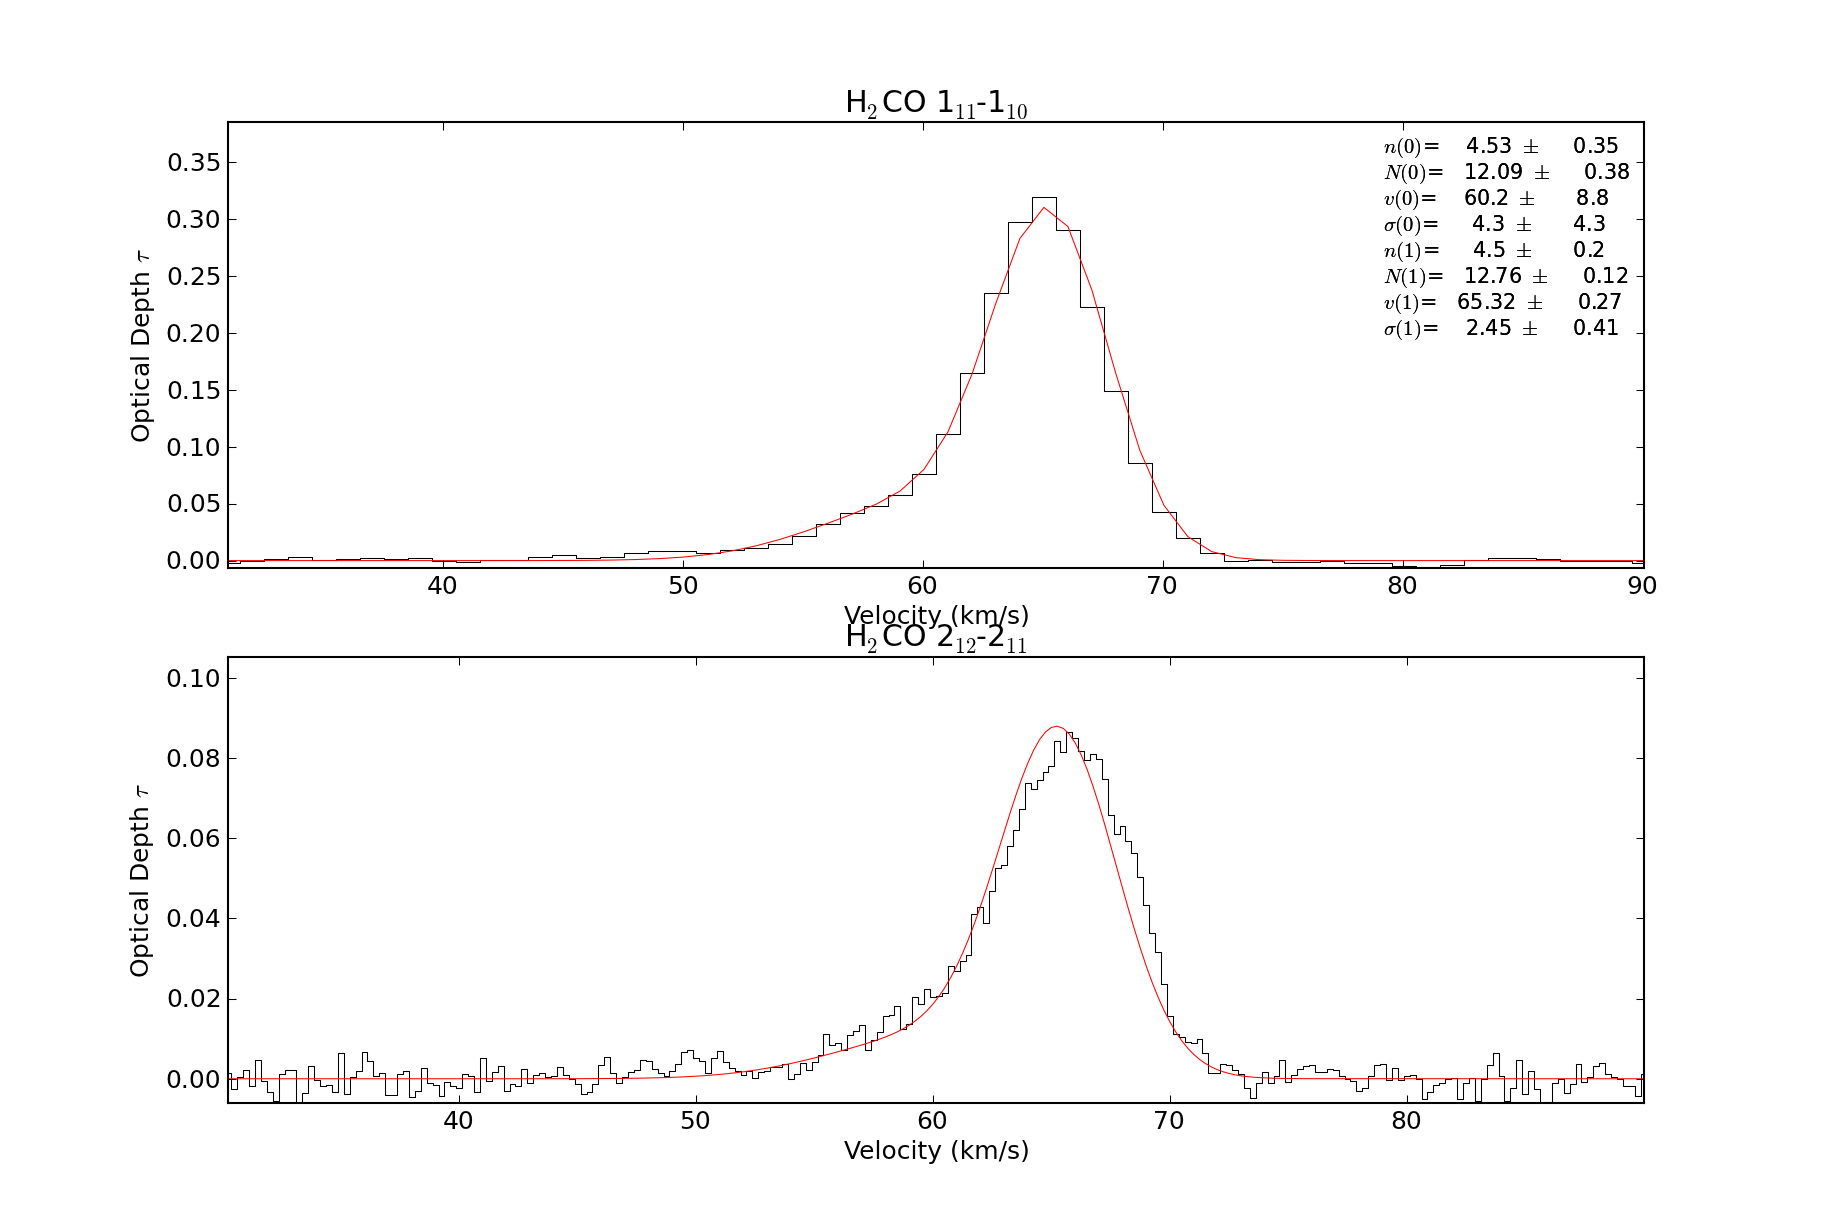 H₂CO 1₁₁-1₁₀
n(0)= 4.53 ± 0.35
N(0)= 12.09 ± 0.38
v(0)= 60.2 ± 8.8
σ(0)= 4.3 ± 4.3
n(1)= 4.5 ± 0.2
N(1)= 12.76 ± 0.12
v(1)= 65.32 ± 0.27
σ(1)= 2.45 ± 0.41
Optical Depth τ
0.35
0.30
0.25
0.20
0.15
0.10
0.05
0.00
40 50 60 70 80 90
Velocity (km/s)
H₂CO 2₁₂-2₁₁
Optical Depth τ
0.10
0.08
0.06
0.04
0.02
0.00
40 50 60 70 80
Velocity (km/s)